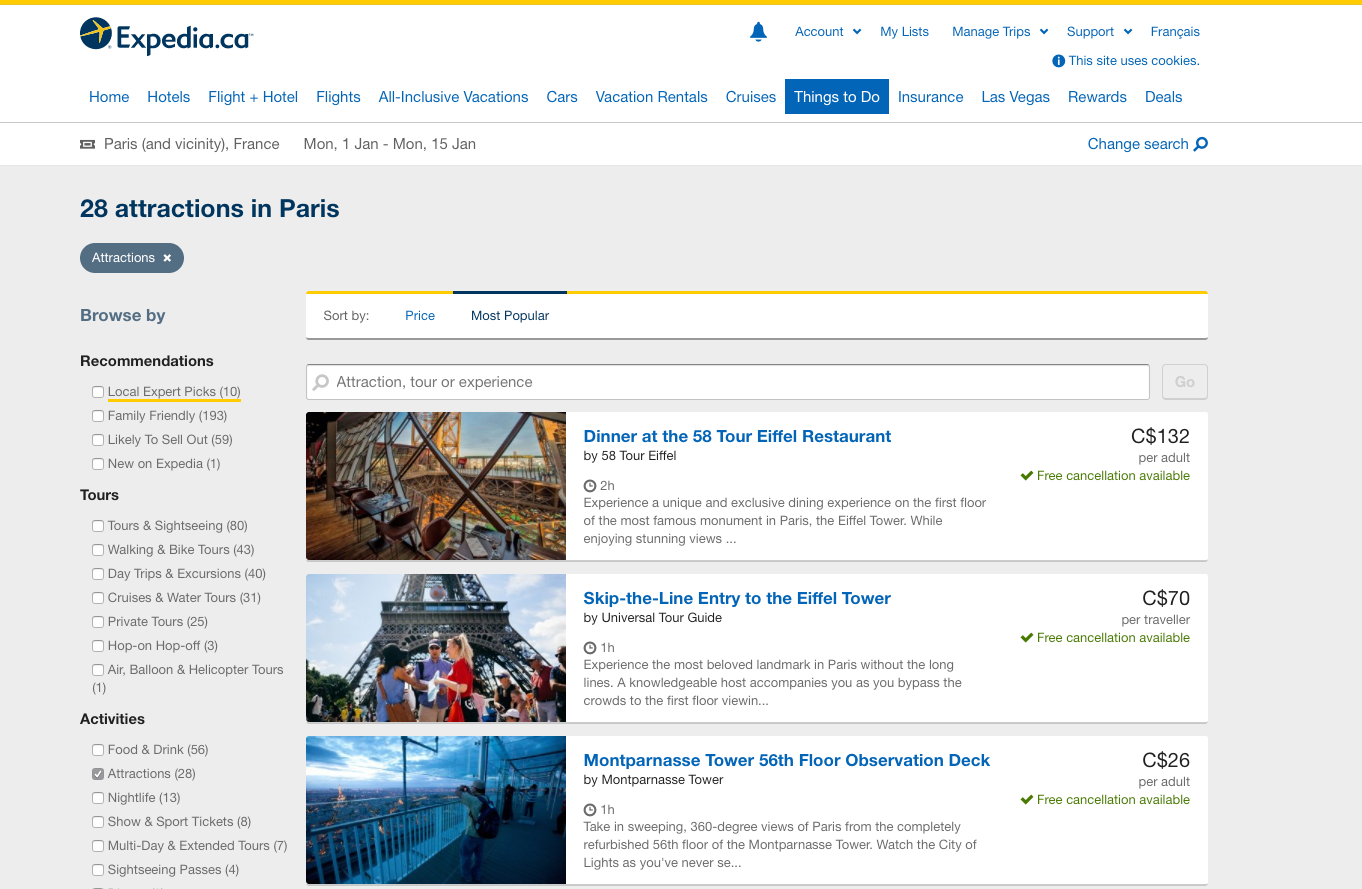 Expedia.ca
Account
My Lists
Manage Trips
Support
Français
This site uses cookies.
Home
Hotels
Flight + Hotel
Flights
All-Inclusive Vacations
Cars
Vacation Rentals
Cruises
Things to Do
Insurance
Las Vegas
Rewards
Deals
Paris (and vicinity), France
Mon, 1 Jan - Mon, 15 Jan
Change search
28 attractions in Paris
Attractions ×
Browse by
Recommendations
Local Expert Picks (10)
Family Friendly (193)
Likely To Sell Out (59)
New on Expedia (1)
Tours
Tours & Sightseeing (80)
Walking & Bike Tours (43)
Day Trips & Excursions (40)
Cruises & Water Tours (31)
Private Tours (25)
Hop-on Hop-off (3)
Air, Balloon & Helicopter Tours
(1)
Activities
Food & Drink (56)
Attractions (28)
Nightlife (13)
Show & Sport Tickets (8)
Multi-Day & Extended Tours (7)
Sightseeing Passes (4)
Sort by:
Price
Most Popular
Attraction, tour or experience
Go
Dinner at the 58 Tour Eiffel Restaurant
by 58 Tour Eiffel
2h
Experience a unique and exclusive dining experience on the first floor
of the most famous monument in Paris, the Eiffel Tower. While
enjoying stunning views ...
C$132
per adult
Free cancellation available
Skip-the-Line Entry to the Eiffel Tower
by Universal Tour Guide
1h
Experience the most beloved landmark in Paris without the long
lines. A knowledgeable host accompanies you as you bypass the
crowds to the first floor viewin...
C$70
per traveller
Free cancellation available
Montparnasse Tower 56th Floor Observation Deck
by Montparnasse Tower
1h
Take in sweeping, 360-degree views of Paris from the completely
refurbished 56th floor of the Montparnasse Tower. Watch the City of
Lights as you've never se...
C$26
per adult
Free cancellation available